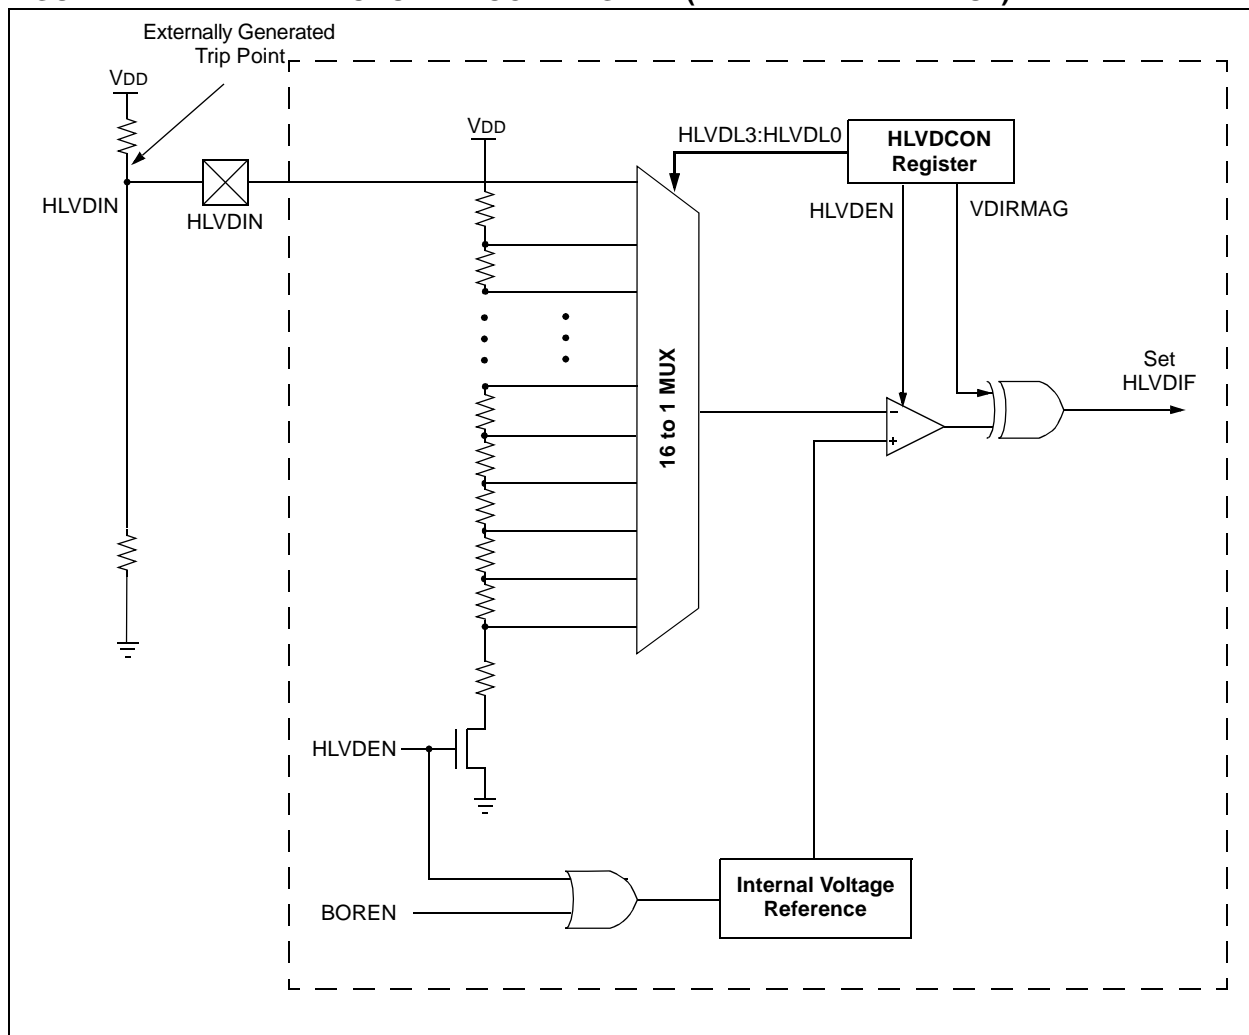 Externally Generated
Trip Point
VDD
VDD
HLVDL3:HLVDL0
HLVDCON
Register
HLVDIN
HLVDIN
HLVDEN
VDIRMAG
16 to 1 MUX
Set
HLVDIF
–
+
HLVDEN
BOREN
Internal Voltage
Reference